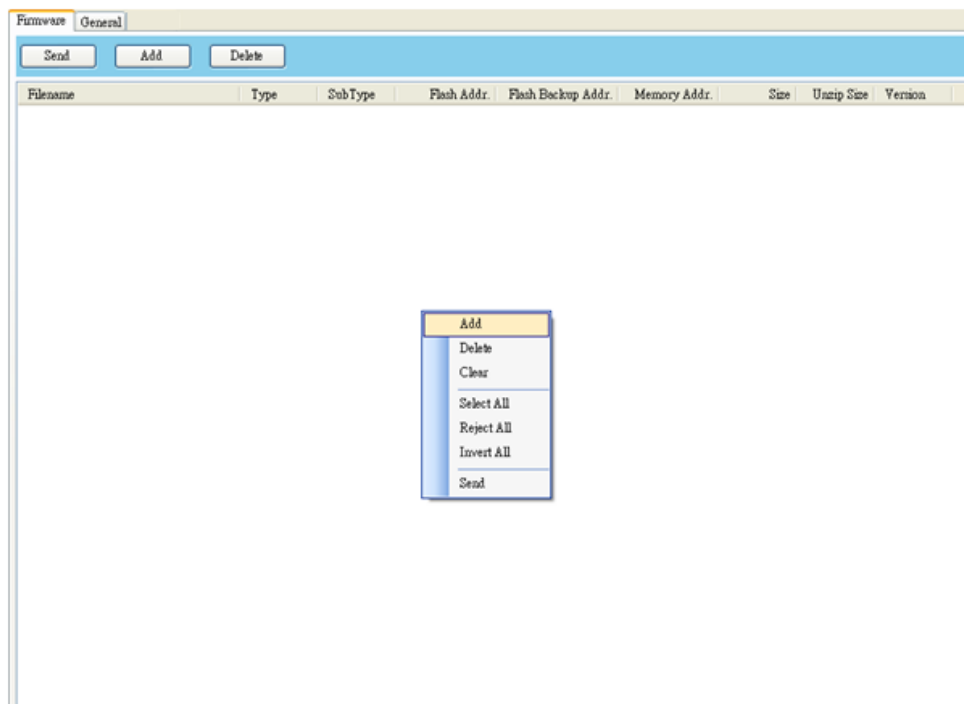 Firmware General
Send Add Delete
Filename Type SubType Flash Addr. Flash Backup Addr. Memory Addr. Size Unzip Size Version
Add
Delete
Clear
Select All
Reject All
Invert All
Send